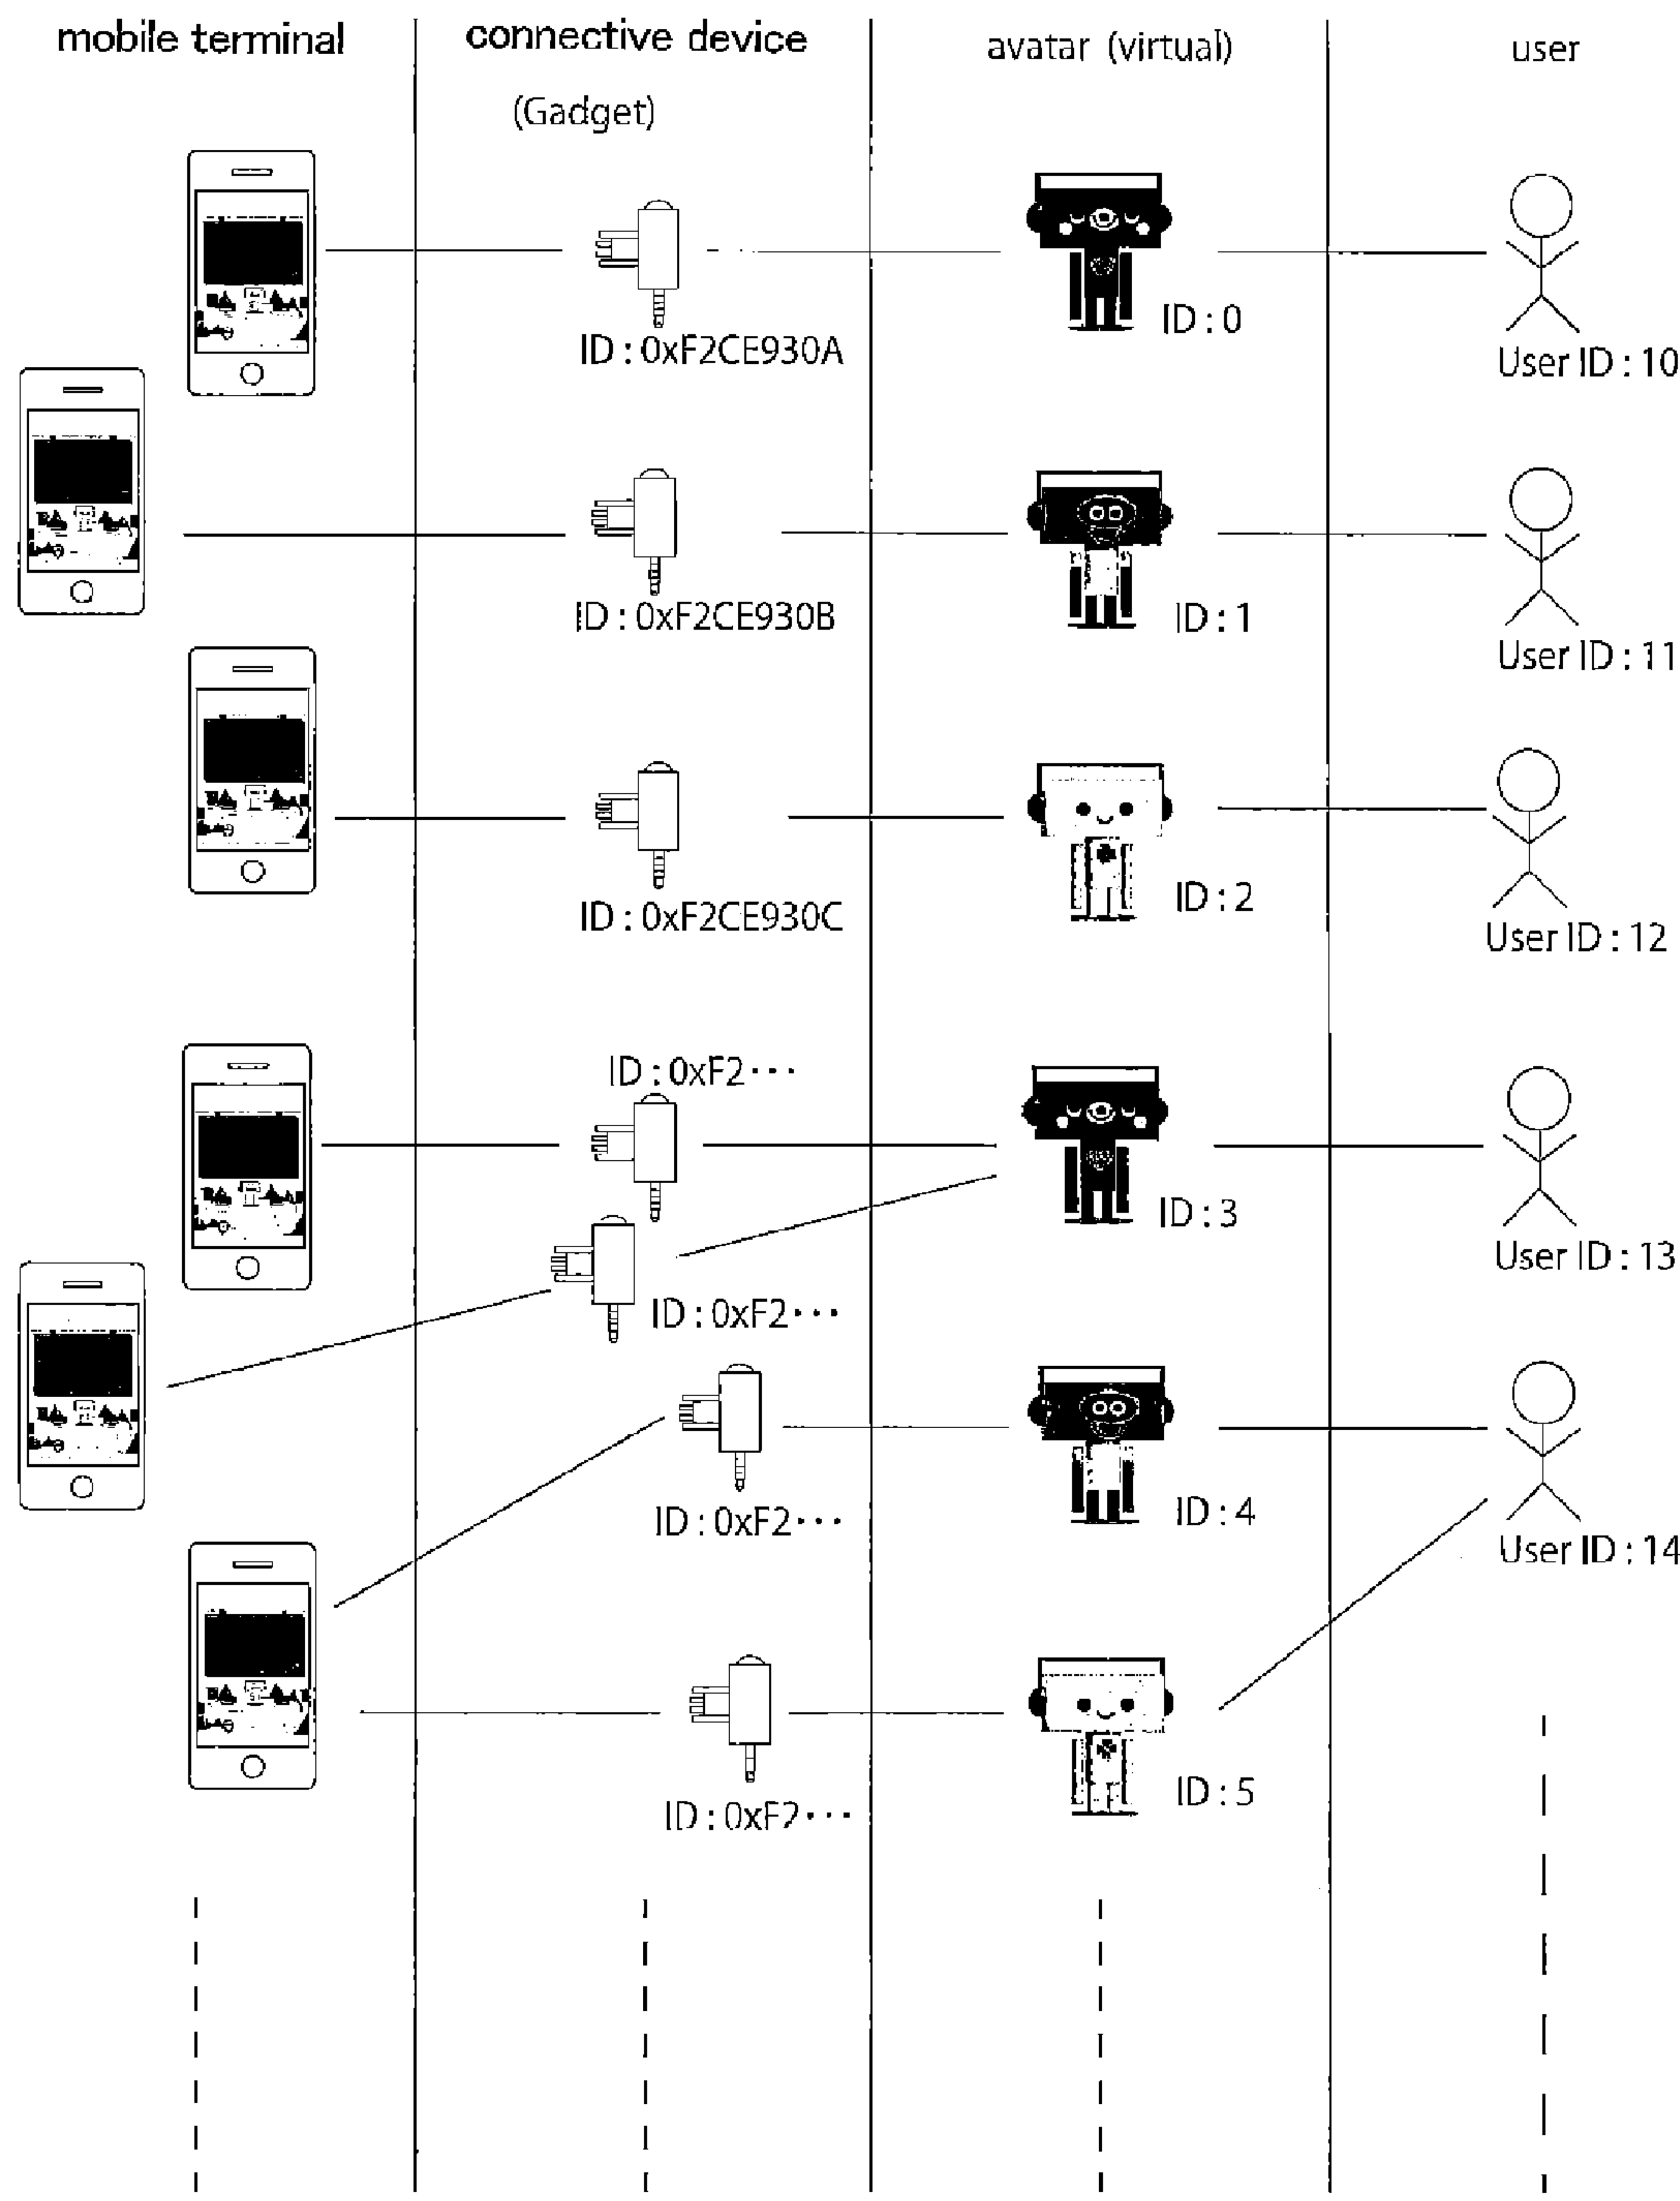 mobile terminal
connective device
(Gadget)
avatar (virtual)
user
ID : 0xF2CE930A
ID : 0
User ID : 10
ID : 0xF2CE930B
ID : 1
User ID : 11
ID : 0xF2CE930C
ID : 2
User ID : 12
ID : 0xF2···
ID : 3
User ID : 13
ID : 0xF2···
ID : 0xF2···
ID : 4
User ID : 14
ID : 0xF2···
ID : 5